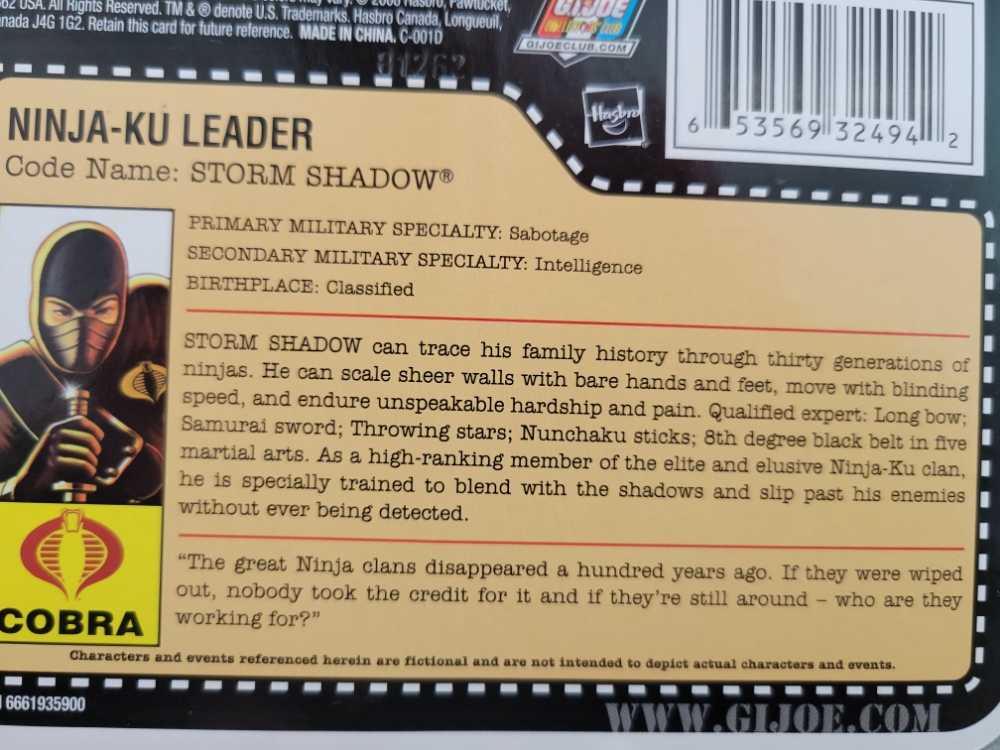 362 USA. All Rights Reserved. TM & ® denote U.S. Trademarks. Hasbro Canada, Longueuil,
anada J4G 1G2. Retain this card for future reference. MADE IN CHINA. C-001D
G.I.JOE
GIJOECLUB.COM
Hasbro
6 53569 32494 2
NINJA-KU LEADER
Code Name: STORM SHADOW®
PRIMARY MILITARY SPECIALTY: Sabotage
SECONDARY MILITARY SPECIALTY: Intelligence
BIRTHPLACE: Classified
STORM SHADOW can trace his family history through thirty generations of
ninjas. He can scale sheer walls with bare hands and feet, move with blinding
speed, and endure unspeakable hardship and pain. Qualified expert: Long bow;
Samurai sword; Throwing stars; Nunchaku sticks; 8th degree black belt in five
martial arts. As a high-ranking member of the elite and elusive Ninja-Ku clan,
he is specially trained to blend with the shadows and slip past his enemies
without ever being detected.
"The great Ninja clans disappeared a hundred years ago. If they were wiped
out, nobody took the credit for it and if they're still around – who are they
working for?"
COBRA
Characters and events referenced herein are fictional and are not intended to depict actual characters and events.
6661935900
WWW.GIJOE.COM